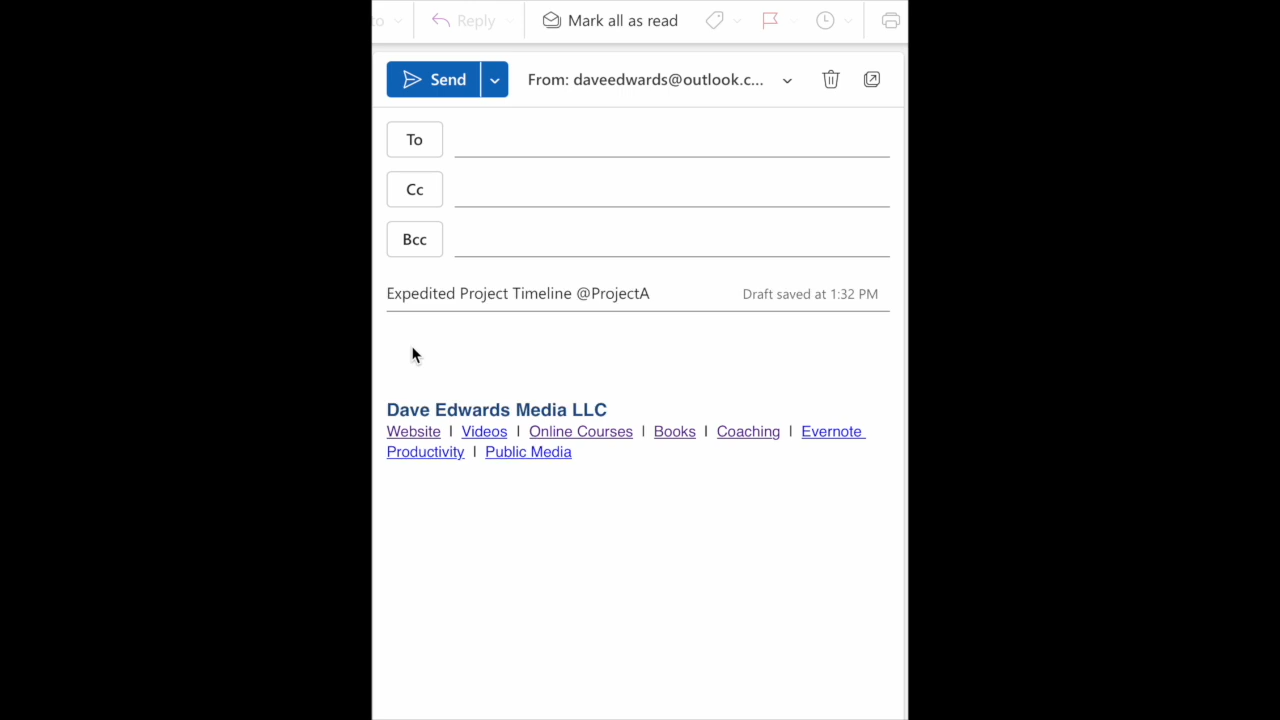 to Reply Mark all as read
Send From: daveedwards@outlook.c...
To
Cc
Bcc
Expedited Project Timeline @ProjectA Draft saved at 1:32 PM
Dave Edwards Media LLC
Website I Videos I Online Courses I Books I Coaching I Evernote
Productivity I Public Media